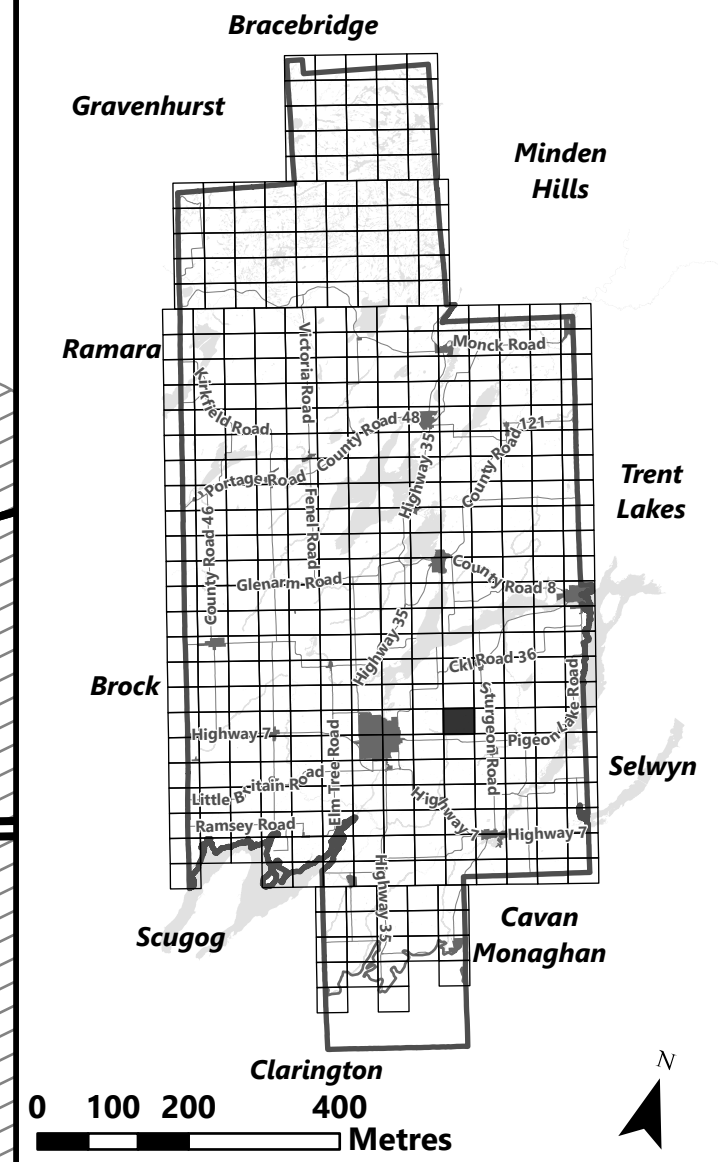 Bracebridge
Gravenhurst
Minden
Hills
Ramara
Monck Road
Victoria Road
Kirkfield Road
County Road 48
121
Highway 35
County Road
Portage Road
Trent
Lakes
Fenel Road
County Road 46
Glenarm Road
County Road 8
Highway 35
Ckl Road 36
Brock
Sturgeon Road
Pigeon Lake Road
Highway 7
Elm Tree Road
Selwyn
Little Britain Road
Highway 7
Ramsey Road
Highway 7
Highway 35
Scugog
Cavan
Monaghan
Clarington
N
0 100 200 400
Metres